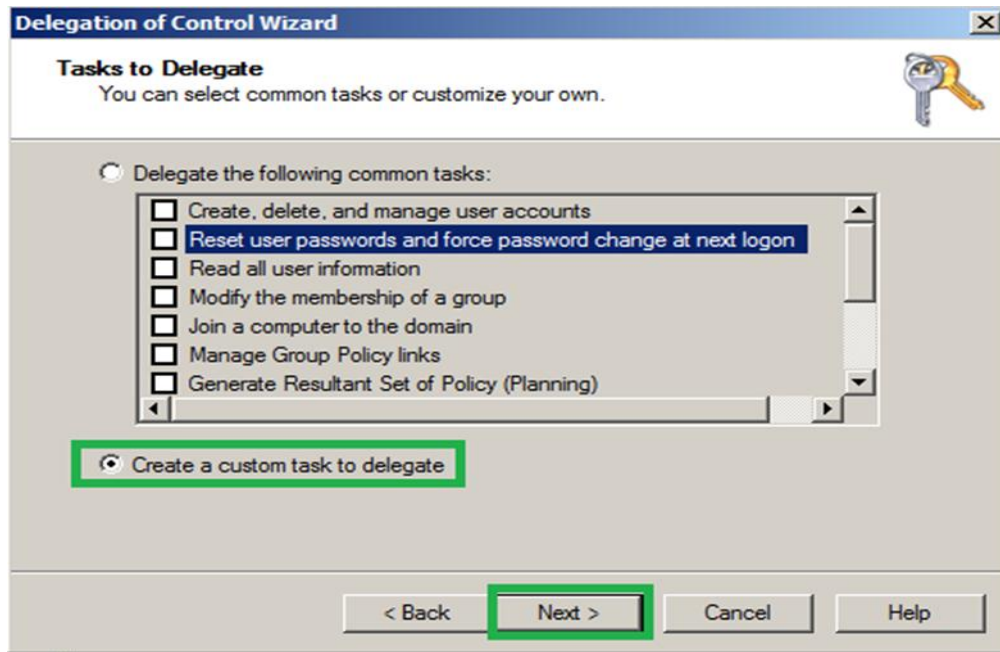 Delegation of Control Wizard
Tasks to Delegate
You can select common tasks or customize your own.
Delegate the following common tasks:
Create, delete, and manage user accounts
Reset user passwords and force password change at next logon
Read all user information
Modify the membership of a group
Join a computer to the domain
Manage Group Policy links
Generate Resultant Set of Policy (Planning)
Create a custom task to delegate
< Back Next > Cancel Help